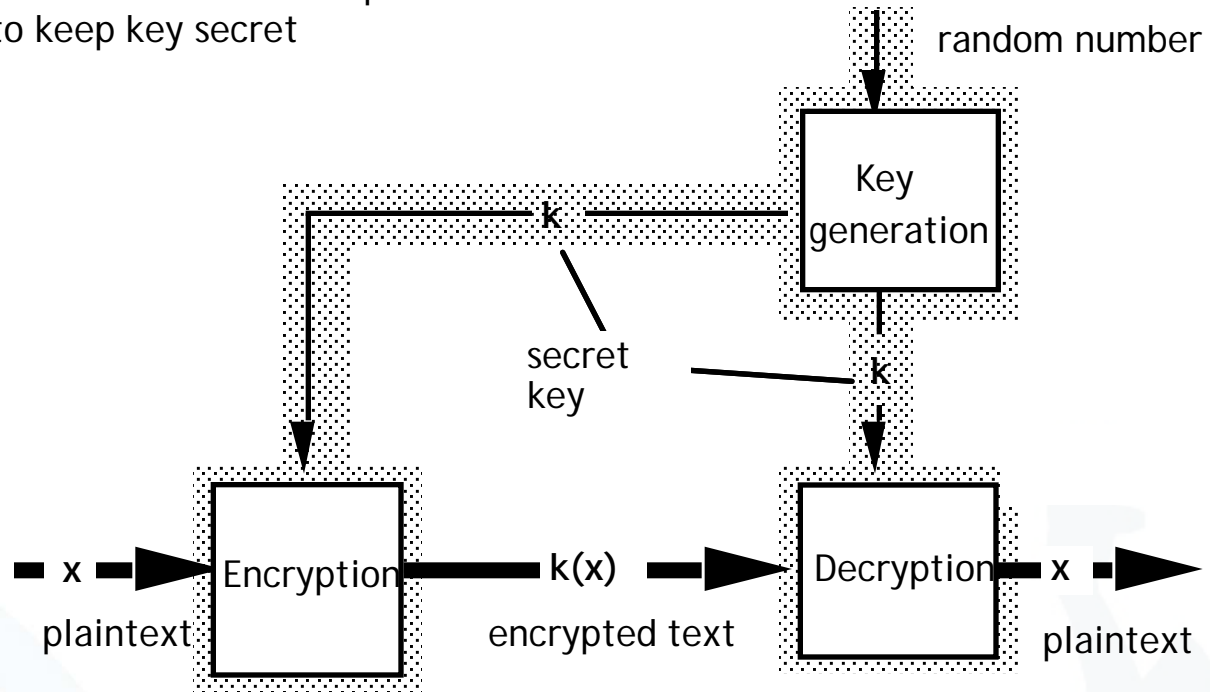 to keep key secret
random number
Key
generation
k
secret
key
k
x
Encryption
k(x)
Decryption
x
plaintext
encrypted text
plaintext